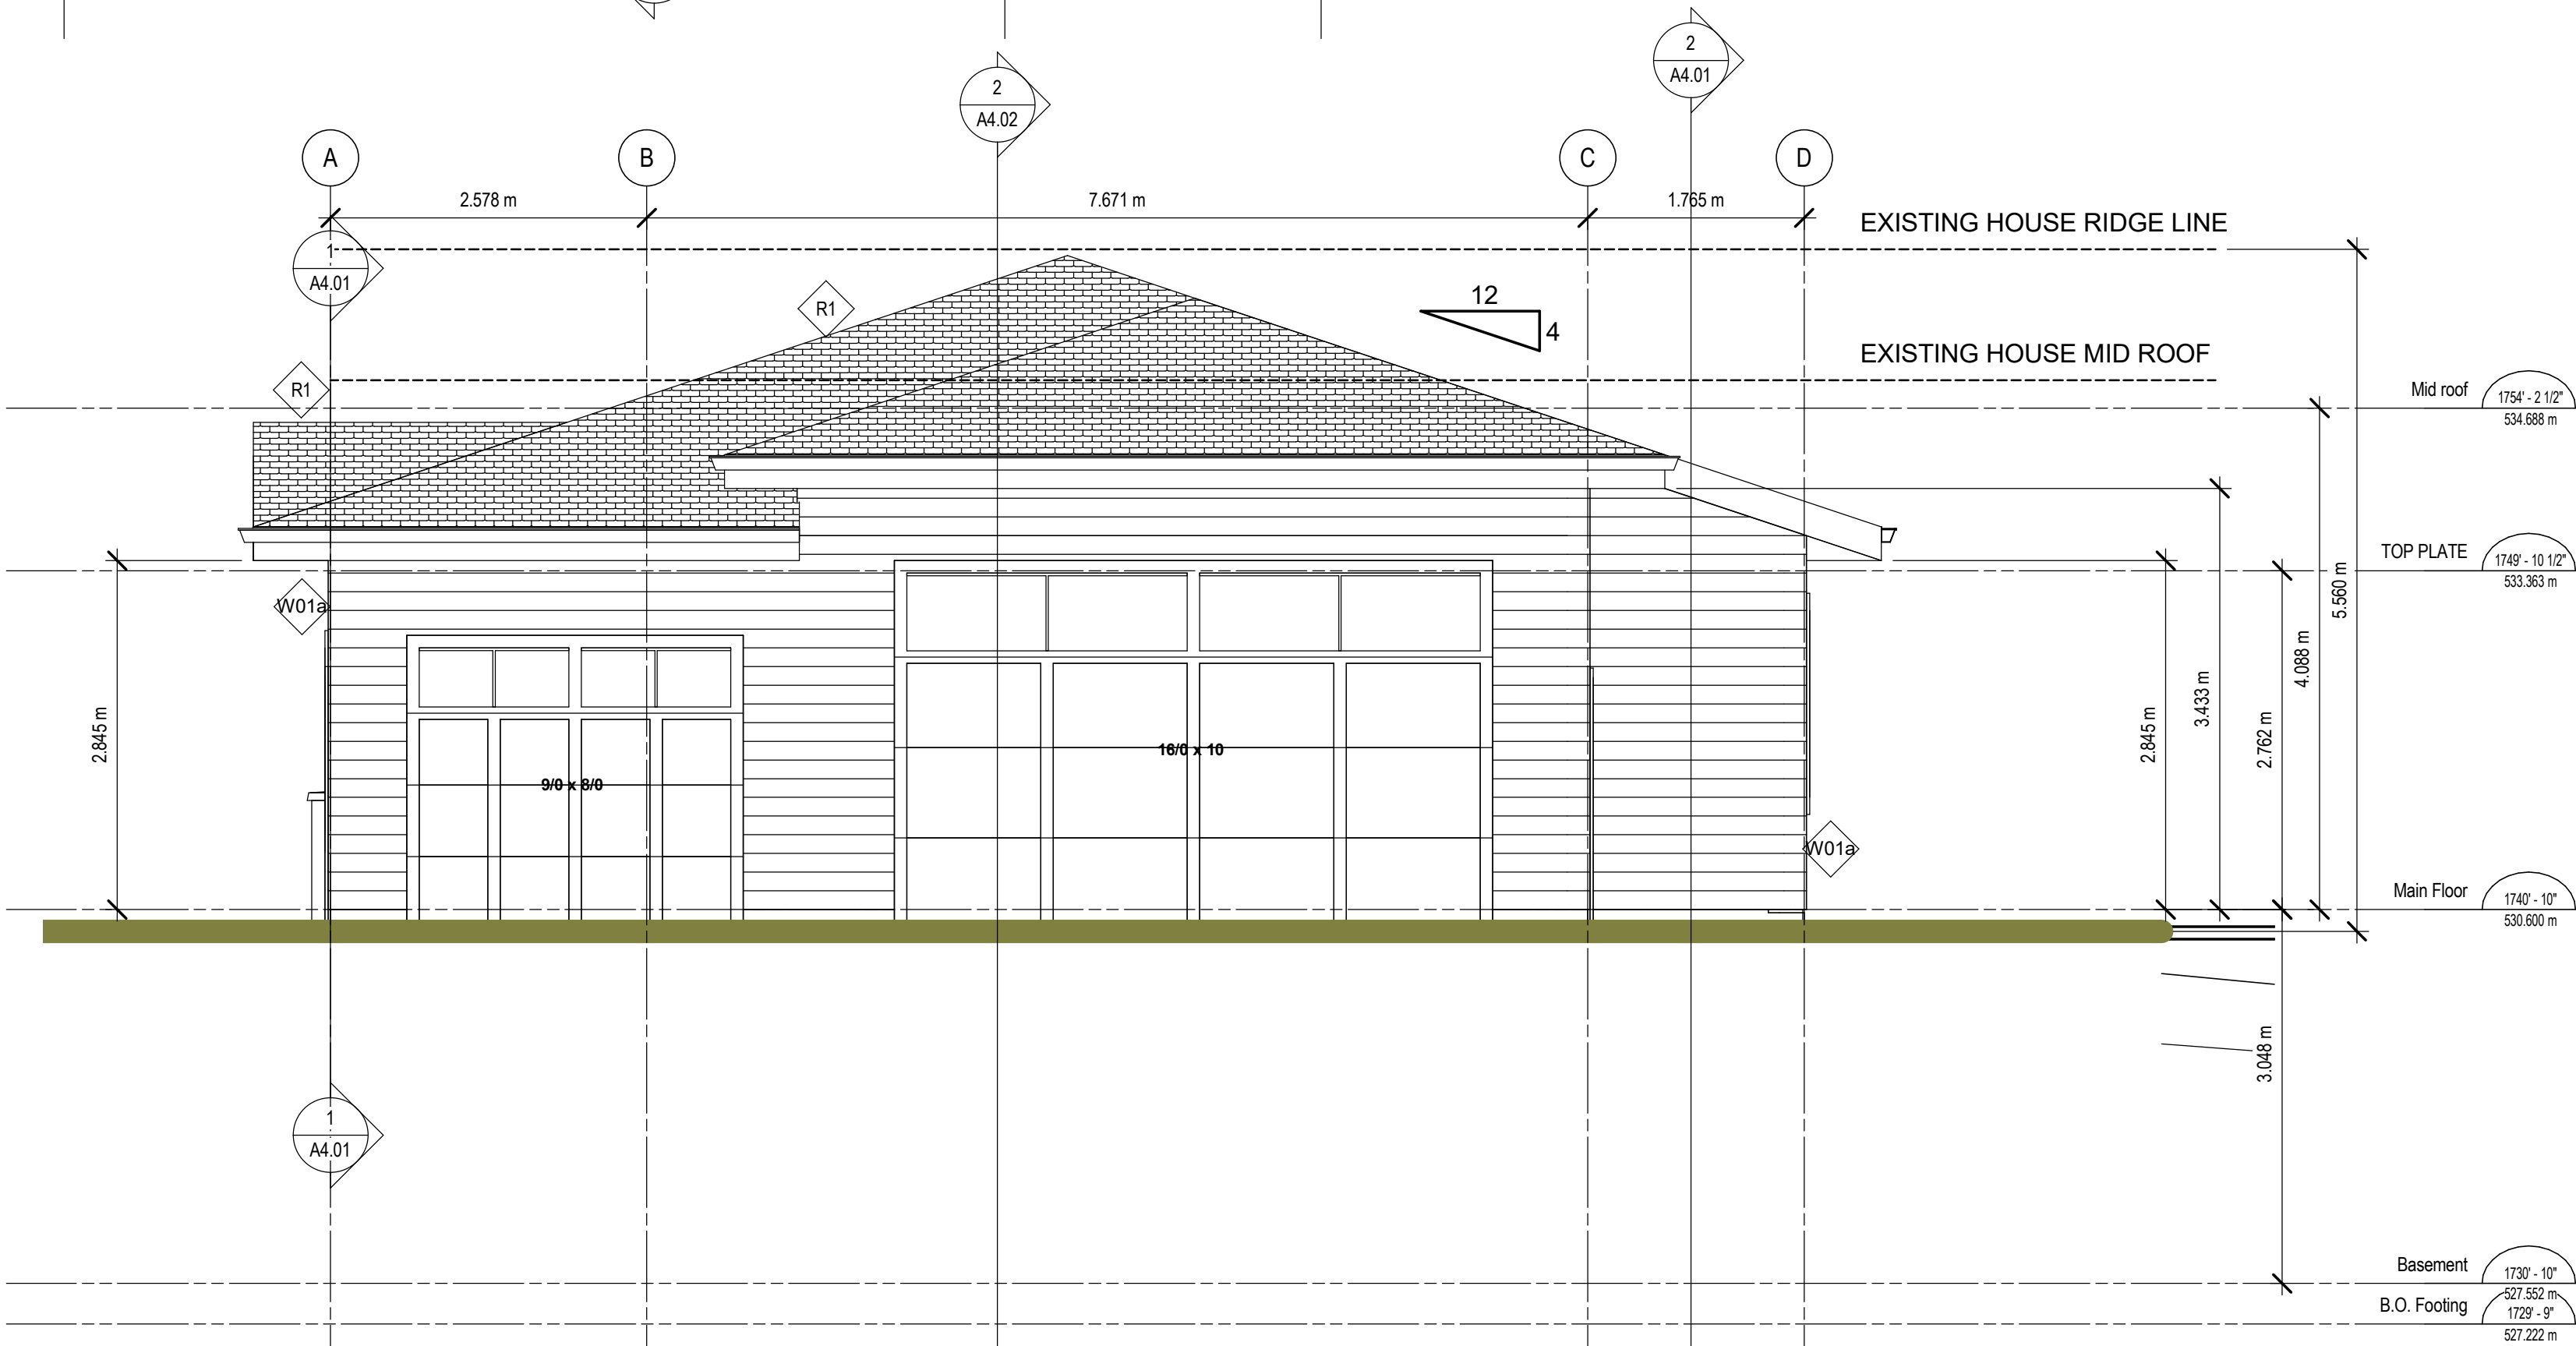 2
A4.01
2
A4.02
A
B
C
D
2.578 m
7.671 m
1.765 m
EXISTING HOUSE RIDGE LINE
1
A4.01
12
4
R1
EXISTING HOUSE MID ROOF
R1
Mid roof
1754' - 2 1/2"
534.688 m
TOP PLATE
1749' - 10 1/2"
533.363 m
5.560 m
W01a
4.088 m
3.433 m
2.845 m
2.845 m
2.762 m
16/0 x 10
9/0 x 8/0
W01a
Main Floor
1740' - 10"
530.600 m
3.048 m
1
A4.01
Basement
1730' - 10"
527.552 m
B.O. Footing
1729' - 9"
527.222 m